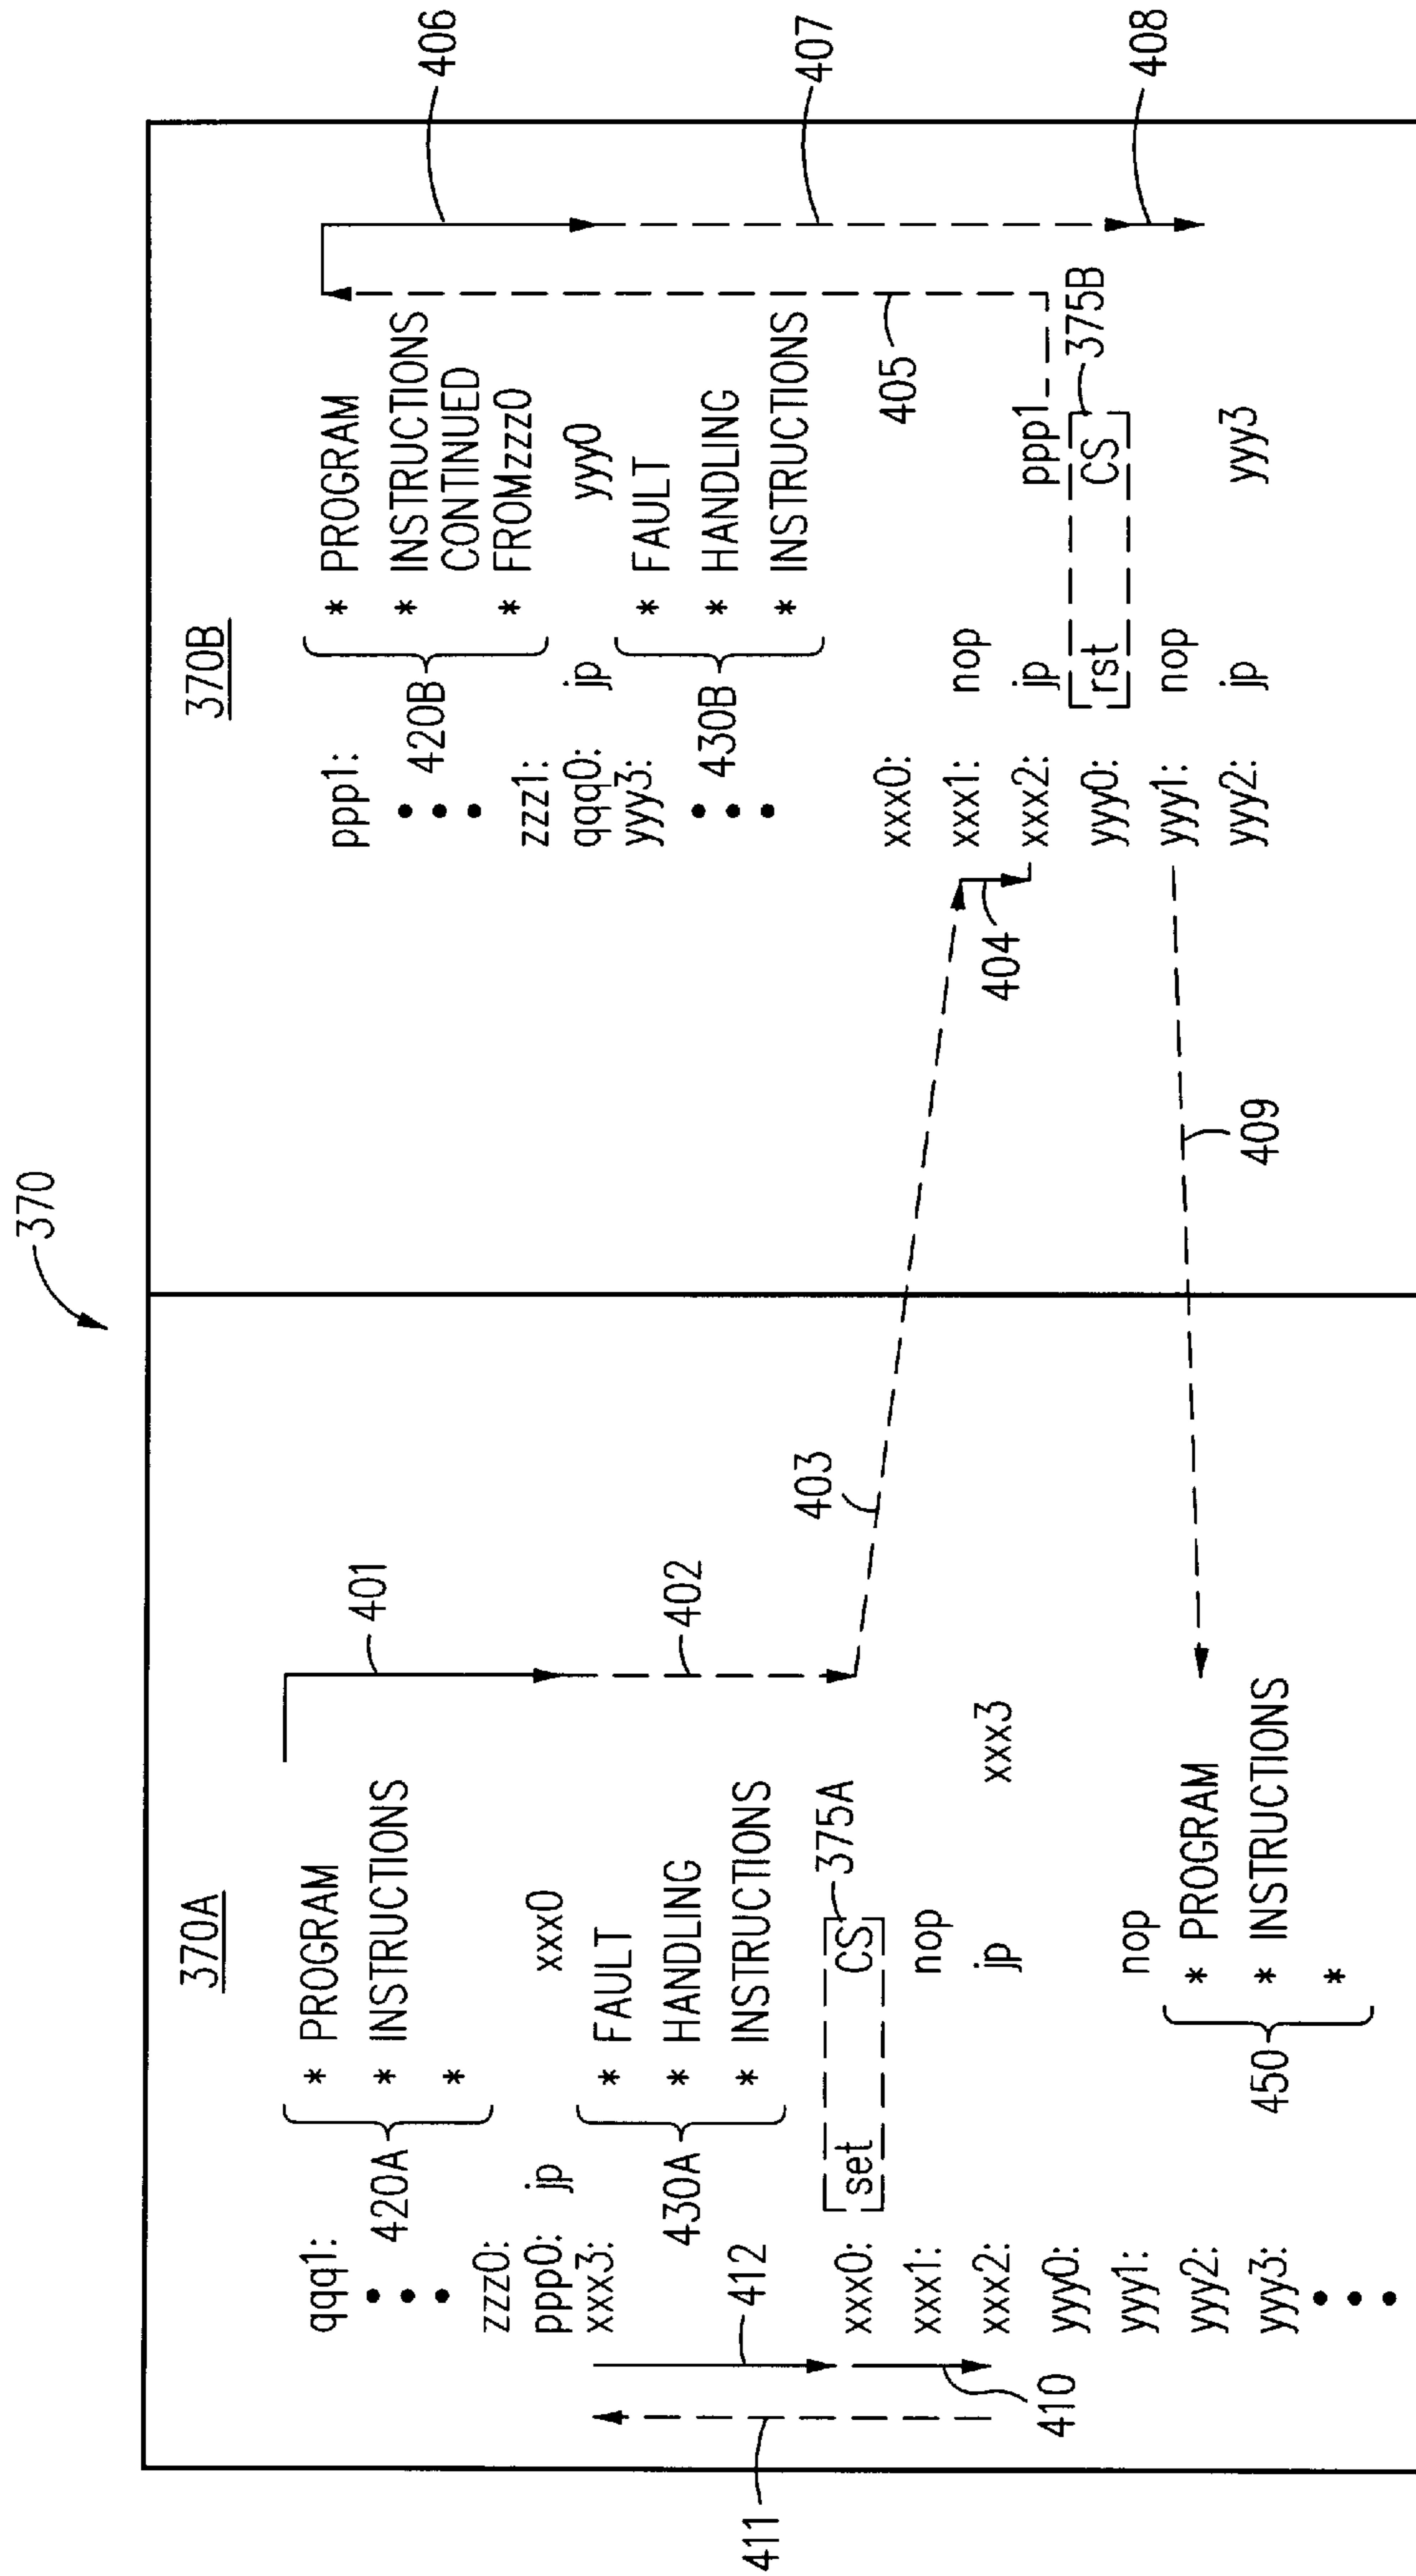 370
370A
qqq1:
* PROGRAM
* INSTRUCTIONS
*
420A
zzz0:
ppp0: jp xxx0
xxx3:
* FAULT
* HANDLING
* INSTRUCTIONS
430A
401
402
403
412
411
xxx0: set CS
375A
xxx1: nop
xxx2: jp xxx3
410
yyy0:
yyy1: nop
yyy2: * PROGRAM
yyy3: * INSTRUCTIONS
*
450
409
370B
ppp1: * PROGRAM
* INSTRUCTIONS
CONTINUED
* FROMzzz0
420B
zzz1:
qqq0: jp yyy0
yyy3: * FAULT
* HANDLING
* INSTRUCTIONS
430B
406
407
405
408
xxx0:
xxx1: nop
xxx2: jp ppp1
404
yyy0: rst CS
375B
yyy1: nop
yyy2: jp yyy3